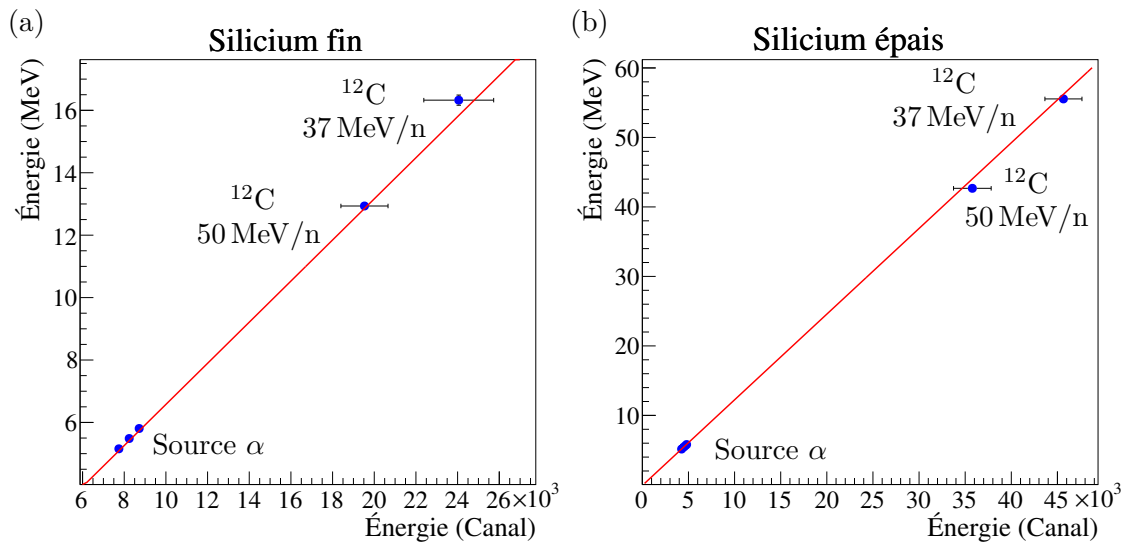 (a)
Silicium fin
Énergie (MeV)
16
14
12
10
8
6
¹²C
37 MeV/n
¹²C
50 MeV/n
Source α
6 8 10 12 14 16 18 20 22 24 26 ×10³
Énergie (Canal)
(b)
Silicium épais
Énergie (MeV)
60
50
40
30
20
10
¹²C
37 MeV/n
¹²C
50 MeV/n
Source α
0 5 10 15 20 25 30 35 40 45 ×10³
Énergie (Canal)